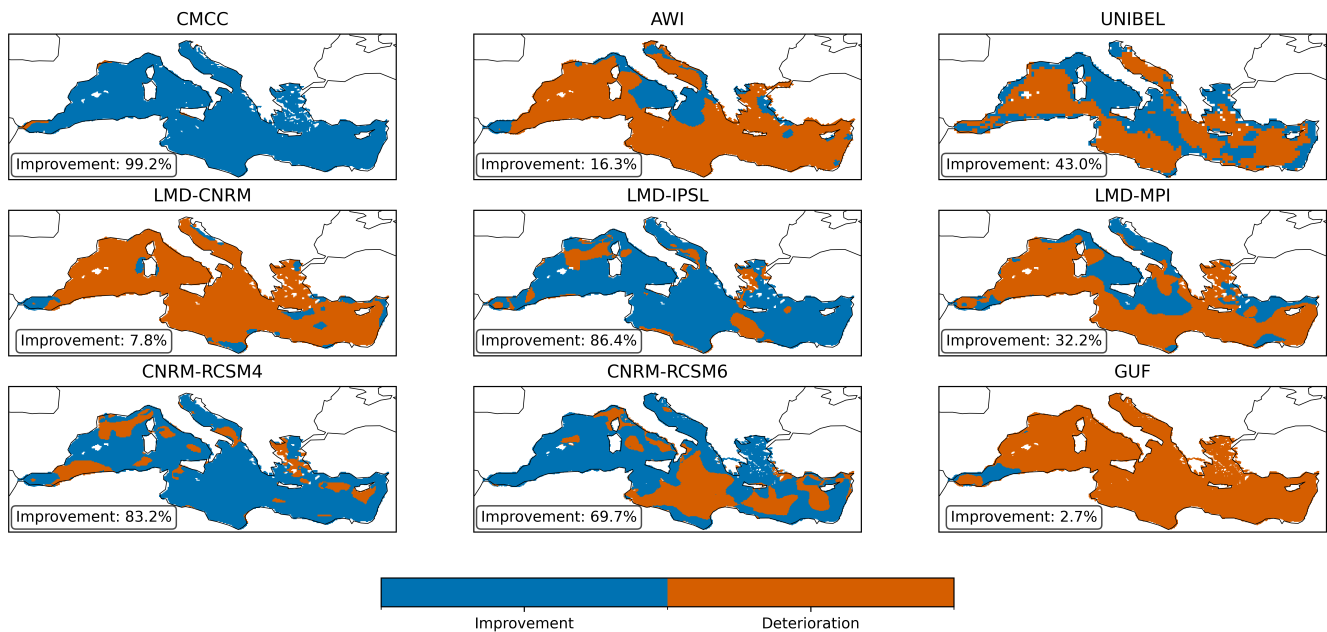 CMCC
AWI
UNIBEL
Improvement: 99.2%
Improvement: 16.3%
Improvement: 43.0%
LMD-CNRM
LMD-IPSL
LMD-MPI
Improvement: 7.8%
Improvement: 86.4%
Improvement: 32.2%
CNRM-RCSM4
CNRM-RCSM6
GUF
Improvement: 83.2%
Improvement: 69.7%
Improvement: 2.7%
Improvement
Deterioration